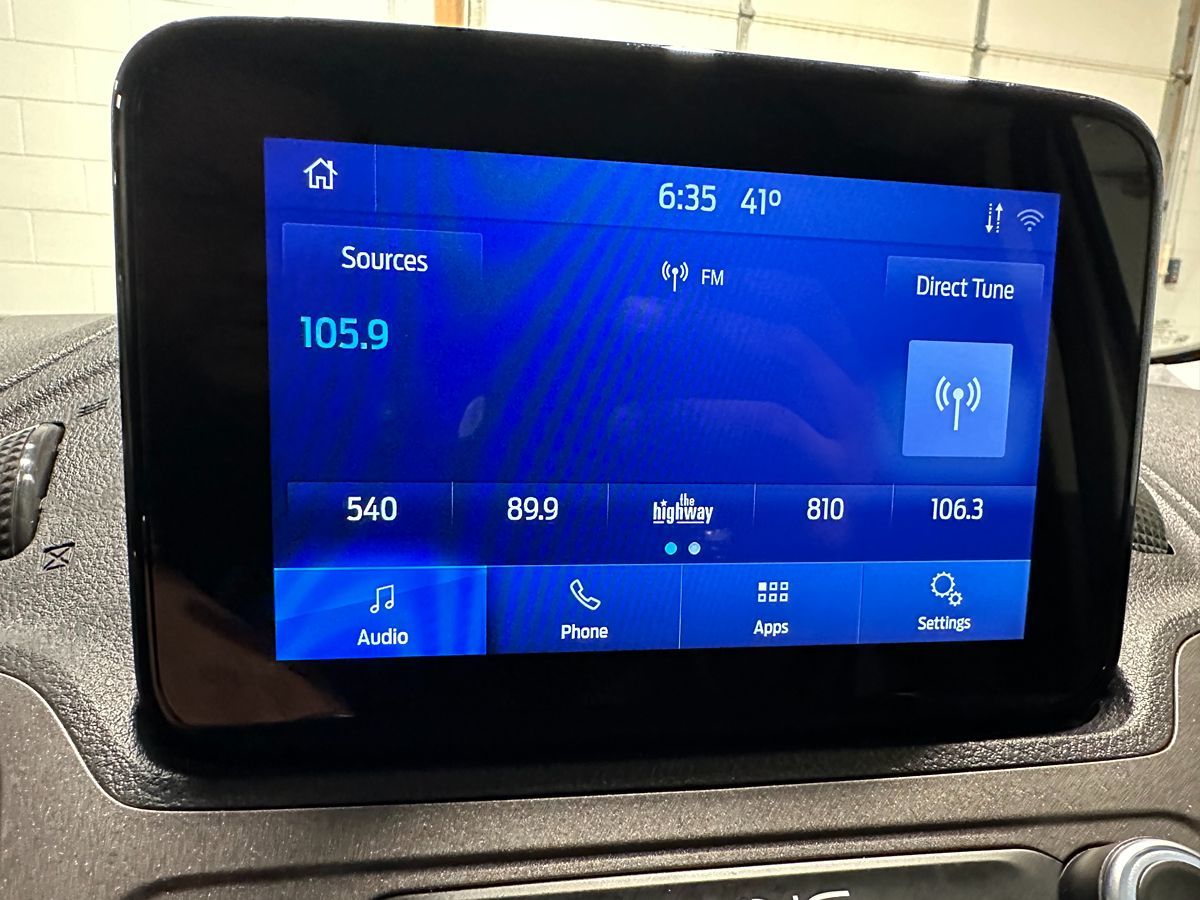 6:35 41º
Sources
FM
Direct Tune
105.9
540
89.9
the
highway
810
106.3
Audio
Phone
Apps
Settings